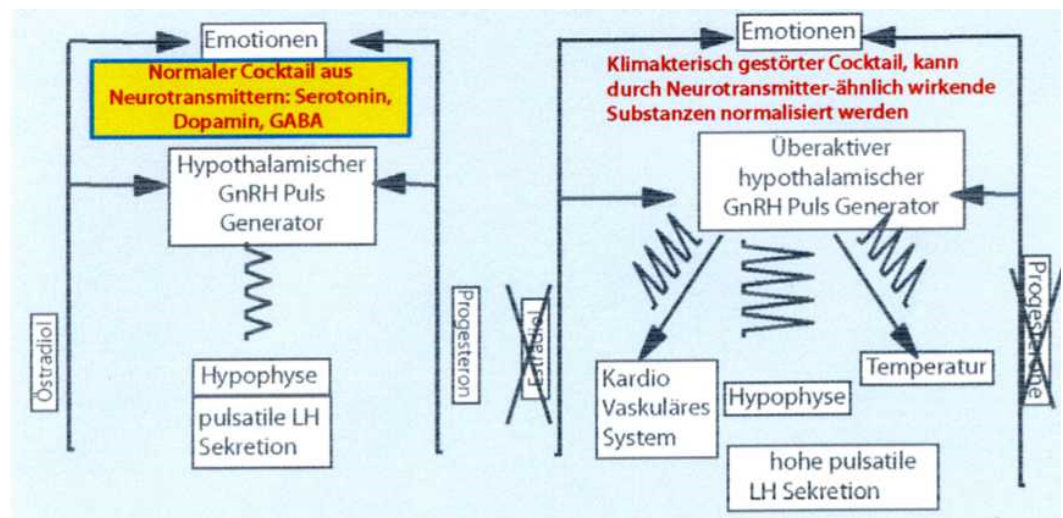 Emotionen
Normaler Cocktail aus
Neurotransmittern: Serotonin,
Dopamin, GABA
Hypothalamischer
GnRH Puls
Generator
Östradiol
Progesteron
Hypophyse
pulsatile LH
Sekretion
Emotionen
Klimakterisch gestörter Cocktail, kann
durch Neurotransmitter-ähnlich wirkende
Substanzen normalisiert werden
Überaktiver
hypothalamischer
GnRH Puls Generator
Estradiol
Progesterone
Kardio
Vaskuläres
System
Hypophyse
Temperatur
hohe pulsatile
LH Sekretion